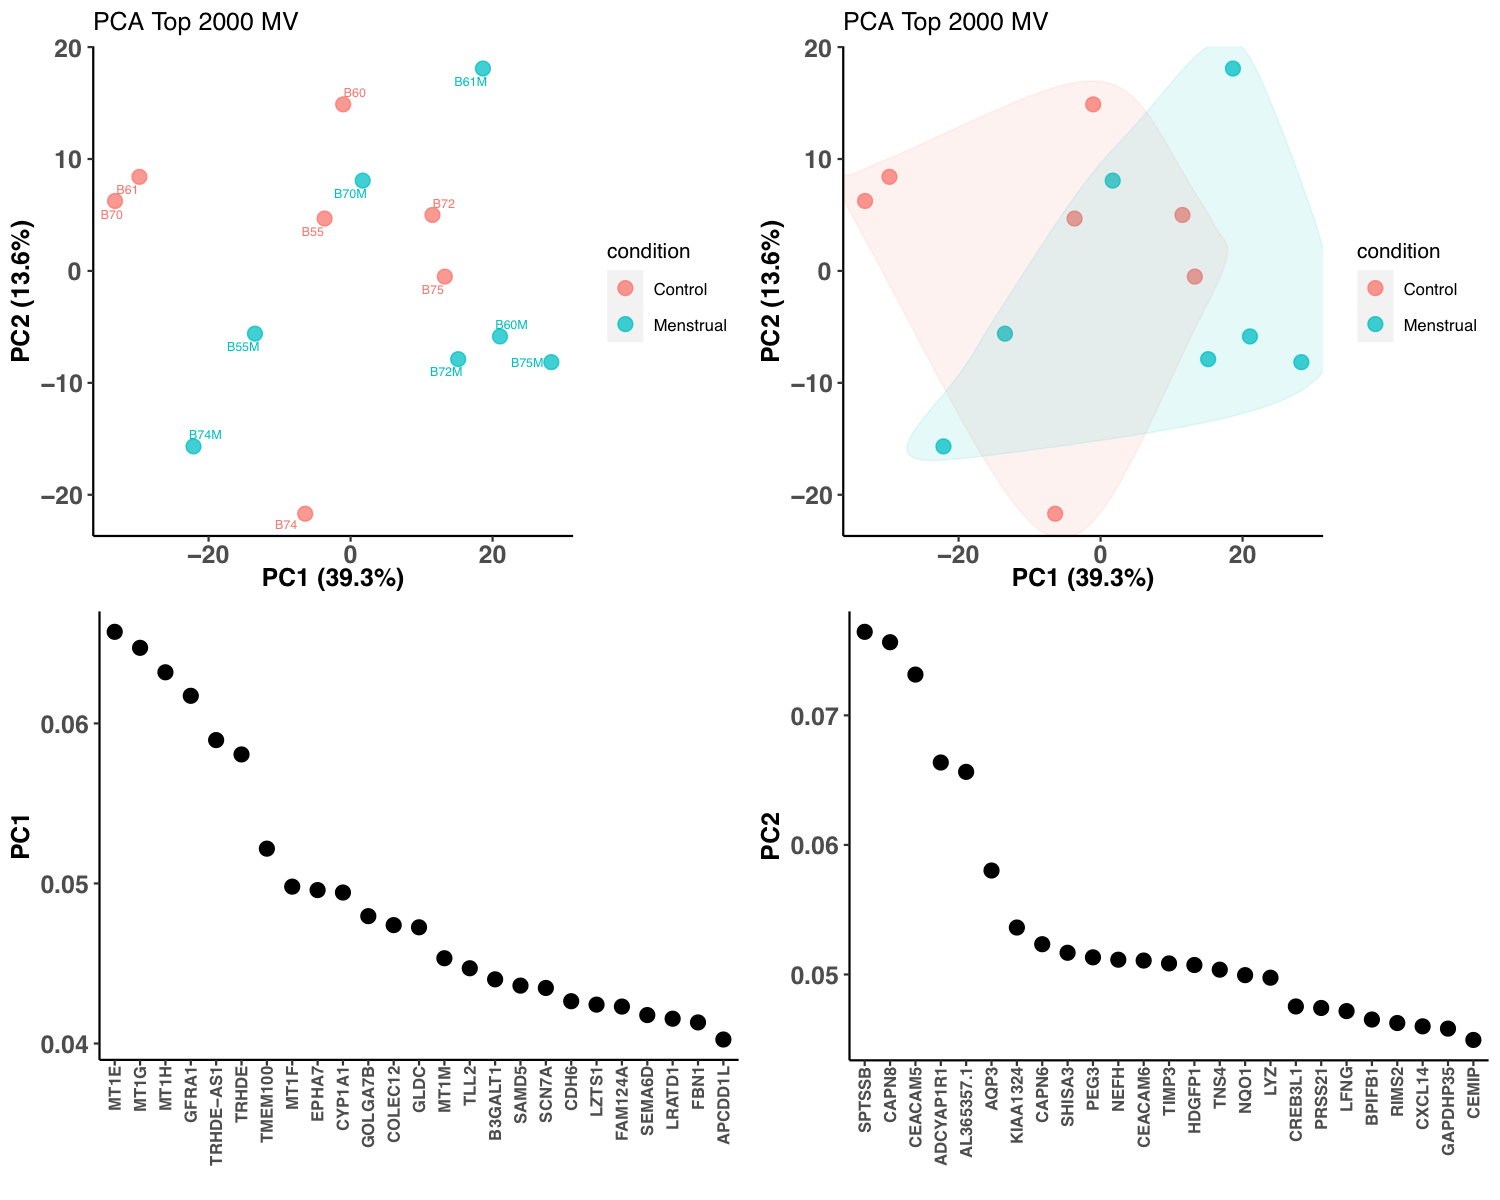 PCA Top 2000 MV
20
10
0
−10
−20
PC2 (13.6%)
B61M
B60
B70M
B61
B70
B72
B55
B75
B60M
B55M
B72M
B75M
B74M
B74
−20
0
20
PC1 (39.3%)
condition
Control
Menstrual
PCA Top 2000 MV
20
10
0
−10
−20
PC2 (13.6%)
−20
0
20
PC1 (39.3%)
condition
Control
Menstrual
PC1
0.06
0.05
0.04
MT1E
MT1G
MT1H
GFRA1
TRHDE−AS1
TRHDE
TMEM100
MT1F
EPHA7
CYP1A1
GOLGA7B
COLEC12
GLDC
MT1M
TLL2
B3GALT1
SAMD5
SCN7A
CDH6
LZTS1
FAM124A
SEMA6D
LRATD1
FBN1
APCDD1L
PC2
0.07
0.06
0.05
SPTSSB
CAPN8
CEACAM5
ADCYAP1R1
AL365357.1
AQP3
KIAA1324
CAPN6
SHISA3
PEG3
NEFH
CEACAM6
TIMP3
HDGFP1
TNS4
NQO1
LYZ
CREB3L1
PRSS21
LFNG
BPIFB1
RIMS2
CXCL14
GAPDHP35
CEMIP